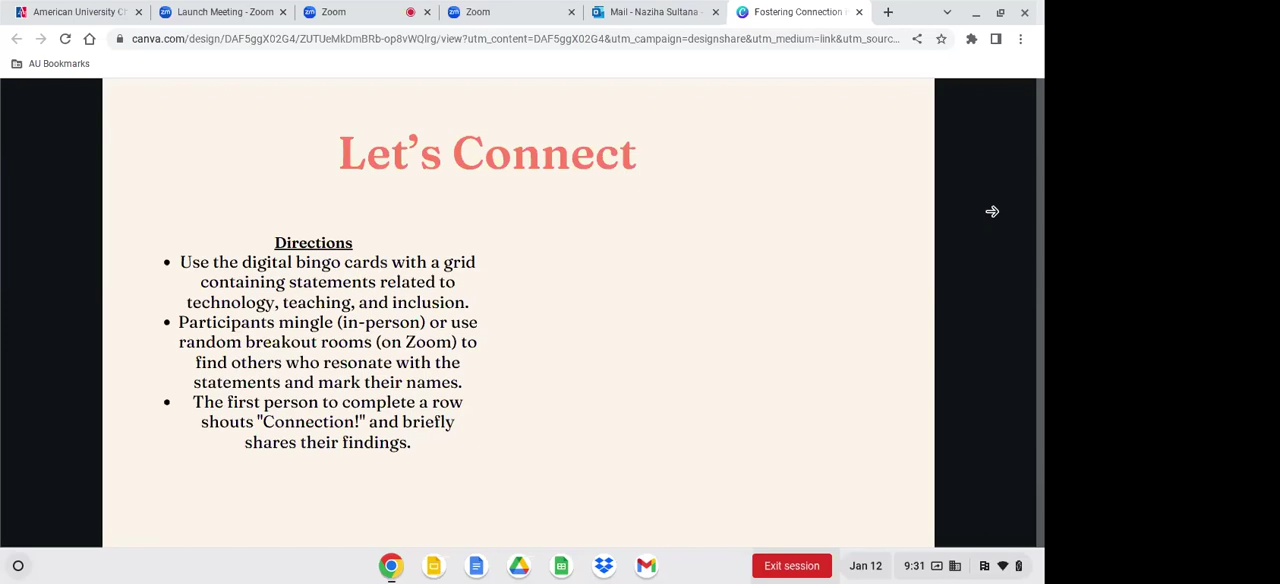 American University Ch
Launch Meeting - Zoom
Zoom
Zoom
Mail - Naziha Sultana -
Fostering Connection i
canva.com/design/DAF5ggX02G4/ZUTUeMkDmBRb-op8vWQlrg/view?utm_content=DAF5ggX02G4&utm_campaign=designshare&utm_medium=link&utm_sourc...
AU Bookmarks
Let's Connect
Directions
• Use the digital bingo cards with a grid
containing statements related to
technology, teaching, and inclusion.
• Participants mingle (in-person) or use
random breakout rooms (on Zoom) to
find others who resonate with the
statements and mark their names.
• The first person to complete a row
shouts "Connection!" and briefly
shares their findings.
Exit session
Jan 12
9:31